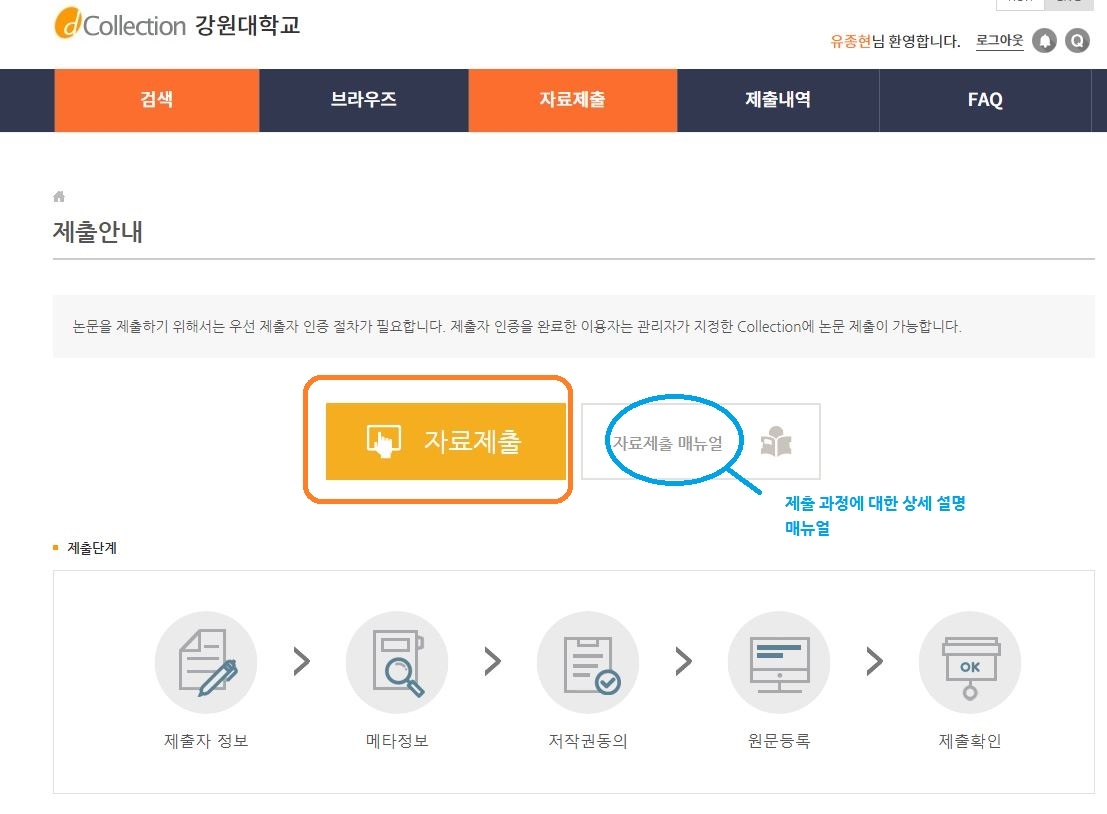 dCollection 강원대학교
유종현님 환영합니다. 로그아웃
검색 브라우즈 자료제출 제출내역 FAQ
제출안내
논문을 제출하기 위해서는 우선 제출자 인증 절차가 필요합니다. 제출자 인증을 완료한 이용자는 관리자가 지정한 Collection에 논문 제출이 가능합니다.
자료제출 자료제출 매뉴얼
제출 과정에 대한 상세 설명
매뉴얼
제출단계
OK
제출자 정보 메타정보 저작권동의 원문등록 제출확인